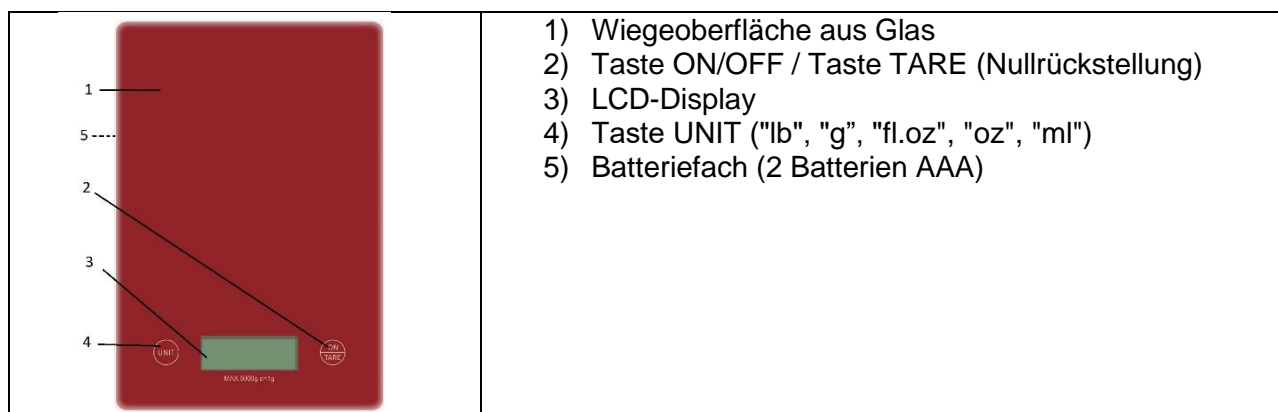 1
5
2
3
4
UNIT
ON
TARE
MAX:5000g d=1g
1) Wiegeoberfläche aus Glas
2) Taste ON/OFF / Taste TARE (Nullrückstellung)
3) LCD-Display
4) Taste UNIT ("lb", "g”, "fl.oz", "oz", "ml")
5) Batteriefach (2 Batterien AAA)